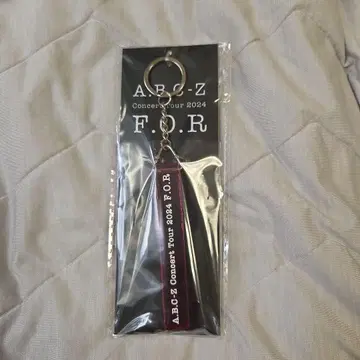 A.B.C-Z
Concert Tour 2024
F.O.R
A.B.C-Z Concert Tour 2024 F.O.R